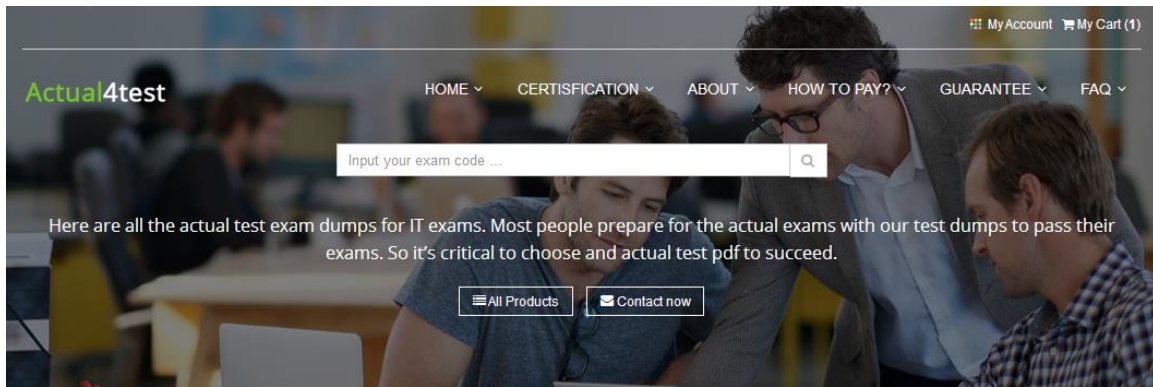 My Account My Cart (1)
Actual4test
HOME CERTISFICATION ABOUT HOW TO PAY? GUARANTEE FAQ
Input your exam code ...
Here are all the actual test exam dumps for IT exams. Most people prepare for the actual exams with our test dumps to pass their
exams. So it's critical to choose and actual test pdf to succeed.
All Products Contact now